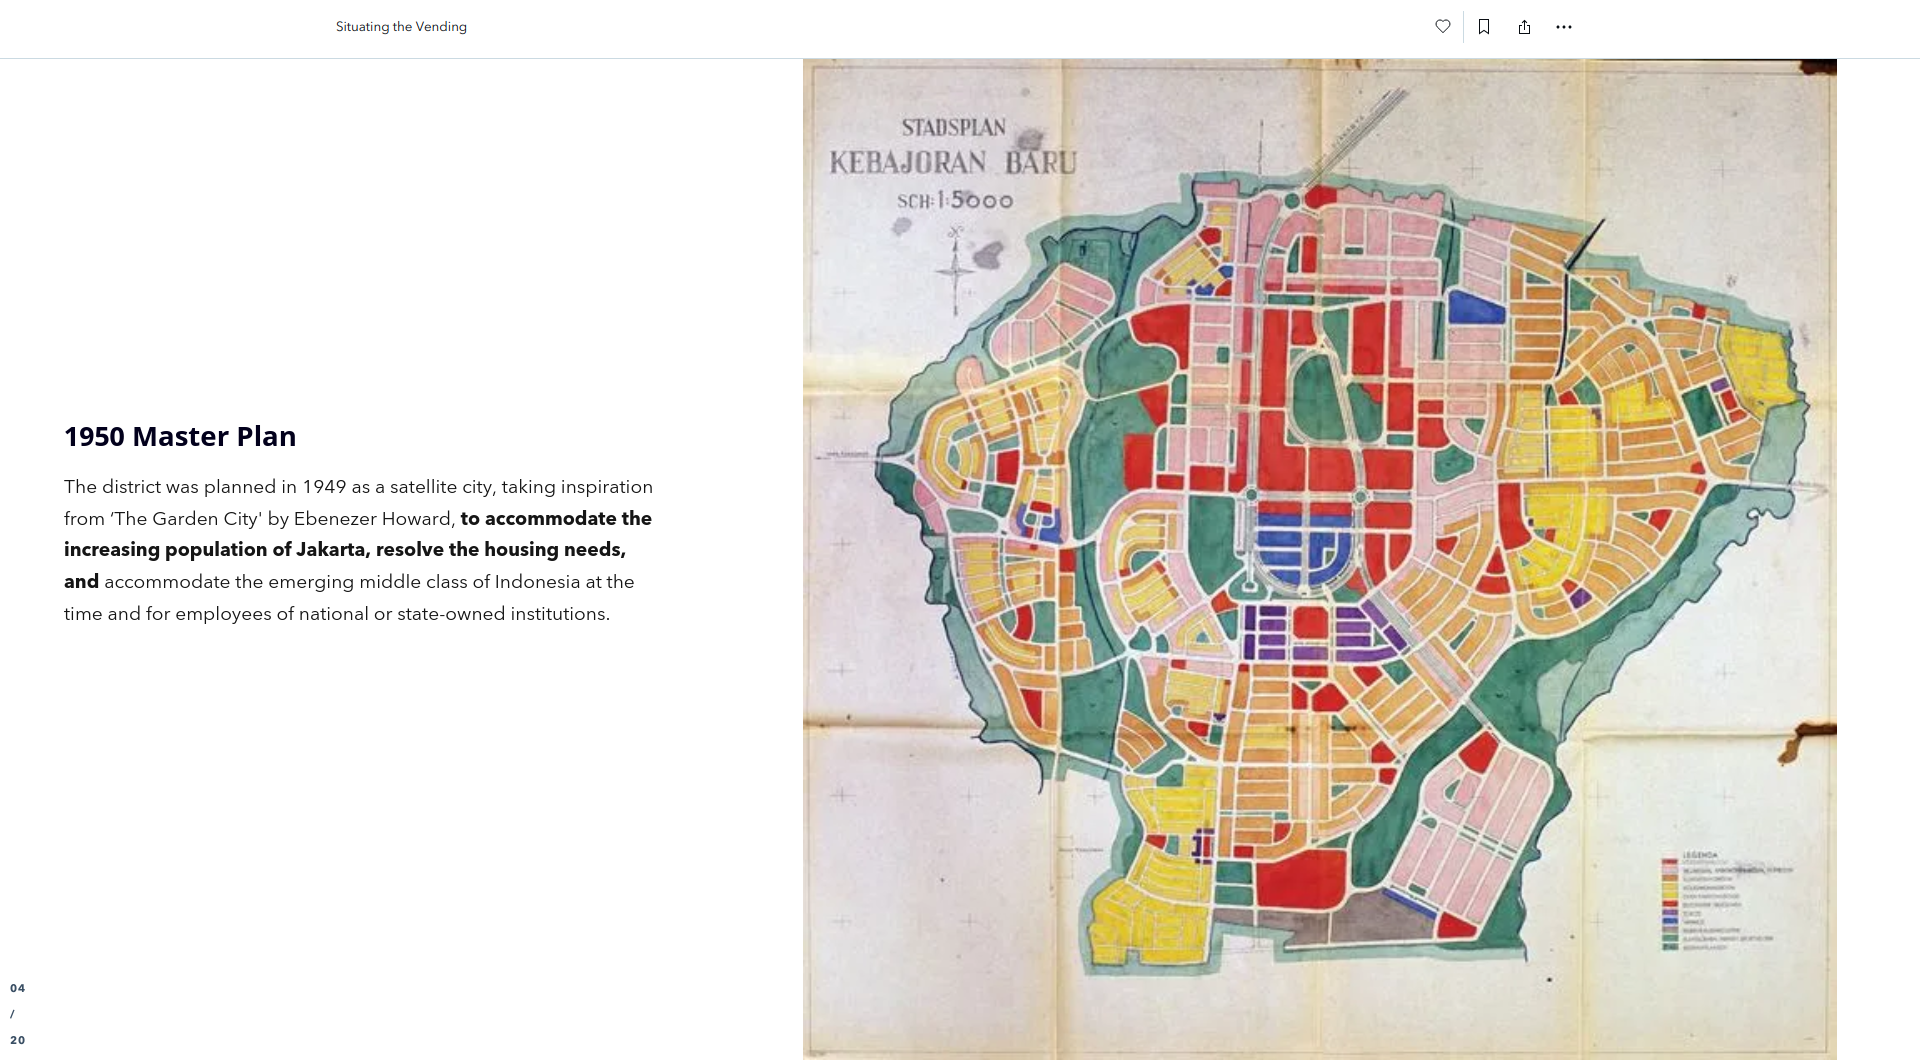 Situating the Vending
1950 Master Plan
The district was planned in 1949 as a satellite city, taking inspiration
from ‘The Garden City' by Ebenezer Howard, to accommodate the
increasing population of Jakarta, resolve the housing needs,
and accommodate the emerging middle class of Indonesia at the
time and for employees of national or state-owned institutions.
04
/
20
STADSPLAN
KEBAJORAN BARU
SCH: 1:5000
N
LEGENDA